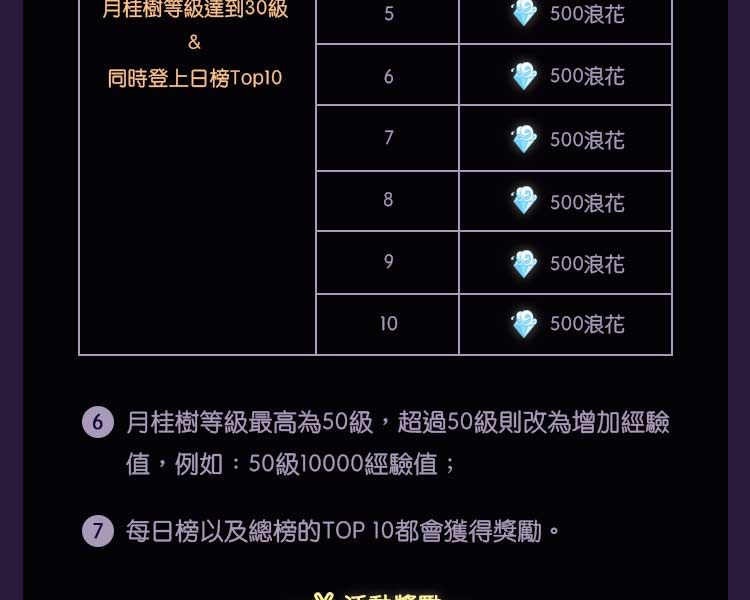 月桂樹等級達到30級
&
同時登上日榜Top10
5 500浪花
6 500浪花
7 500浪花
8 500浪花
9 500浪花
10 500浪花
6 月桂樹等級最高為50級，超過50級則改為增加經驗
值，例如：50級10000經驗值；
7 每日榜以及總榜的TOP 10都會獲得獎勵。
活動獎勵